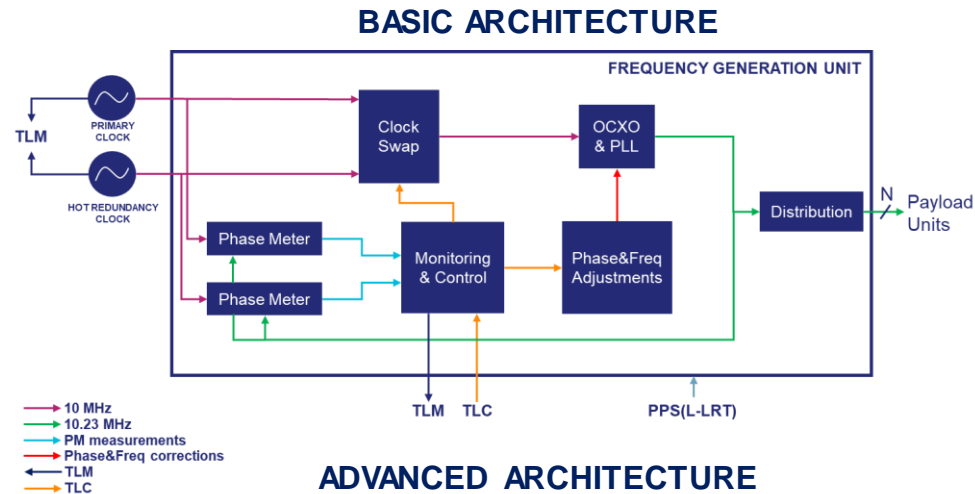 BASIC ARCHITECTURE
FREQUENCY GENERATION UNIT
PRIMARY
CLOCK
TLM
HOT REDUNDANCY
CLOCK
Clock
Swap
OCXO
& PLL
Distribution
N
Payload
Units
Phase Meter
Phase Meter
Monitoring
& Control
Phase&Freq
Adjustments
TLM
TLC
PPS(L-LRT)
10 MHz
10.23 MHz
PM measurements
Phase&Freq corrections
TLM
TLC
ADVANCED ARCHITECTURE